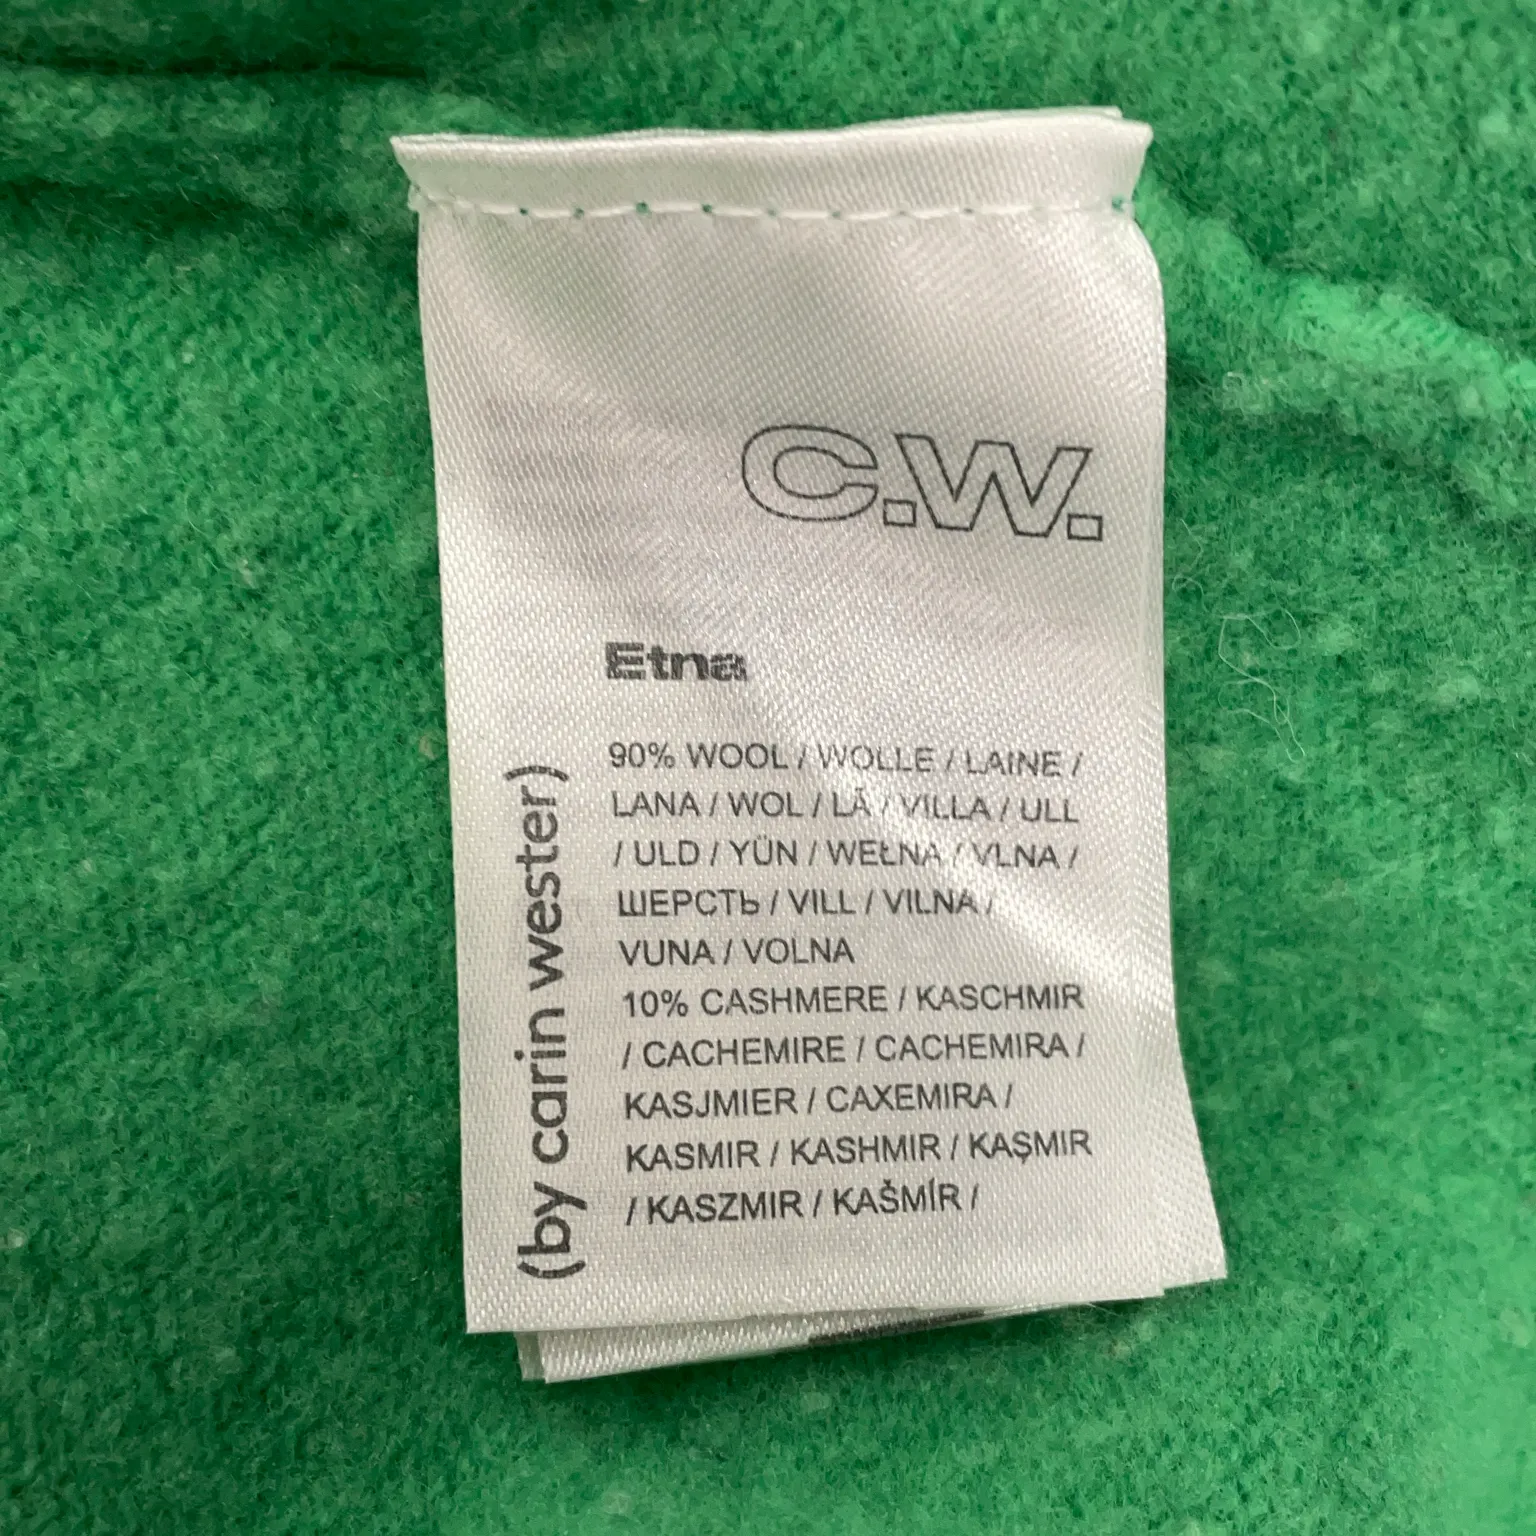 C.W.
Etna
90% WOOL / WOLLE / LAINE /
LANA / WOL / LÃ / VILLA / ULL
/ ULD / YÜN / WEŁNA / VLNA /
ШЕРСТЬ / VILL / VILNA /
VUNA / VOLNA
10% CASHMERE / KASCHMIR
/ CACHEMIRE / CACHEMIRA /
KASJMIER / CAXEMIRA /
KASMIR / KASHMIR / KAŞMIR
/ KASZMIR / KAŠMÍR /
(by carin wester)